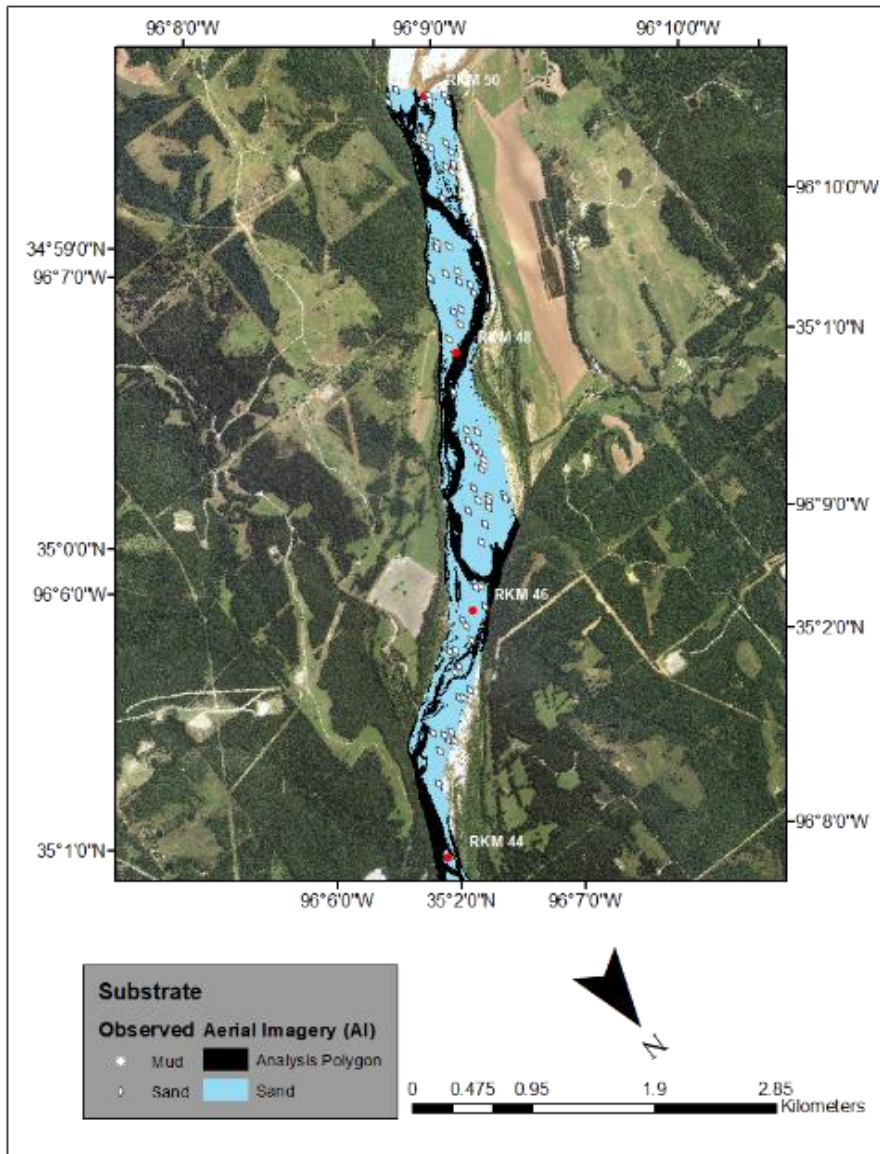 96°8'0"W 96°9'0"W 96°10'0"W
RKM 50
96°10'0"W
34°59'0"N
96°7'0"W
35°1'0"N
RKM 48
96°9'0"W
35°0'0"N
96°6'0"W
RKM 46
35°2'0"N
96°8'0"W
RKM 44
35°1'0"N
96°6'0"W 35°2'0"N 96°7'0"W
N
Substrate
Observed Aerial Imagery (AI)
Mud Analysis Polygon
Sand Sand
0 0.475 0.95 1.9 2.85
Kilometers